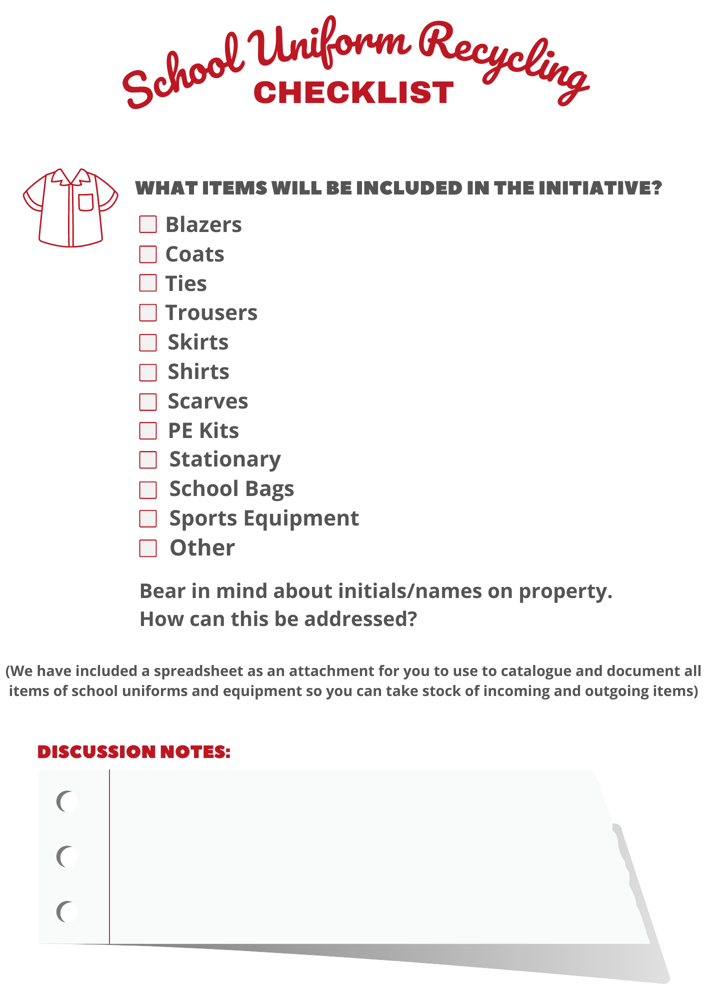 School Uniform Recycling
CHECKLIST
WHAT ITEMS WILL BE INCLUDED IN THE INITIATIVE?
Blazers
Coats
Ties
Trousers
Skirts
Shirts
Scarves
PE Kits
Stationary
School Bags
Sports Equipment
Other
Bear in mind about initials/names on property.
How can this be addressed?
(We have included a spreadsheet as an attachment for you to use to catalogue and document all
items of school uniforms and equipment so you can take stock of incoming and outgoing items)
DISCUSSION NOTES: